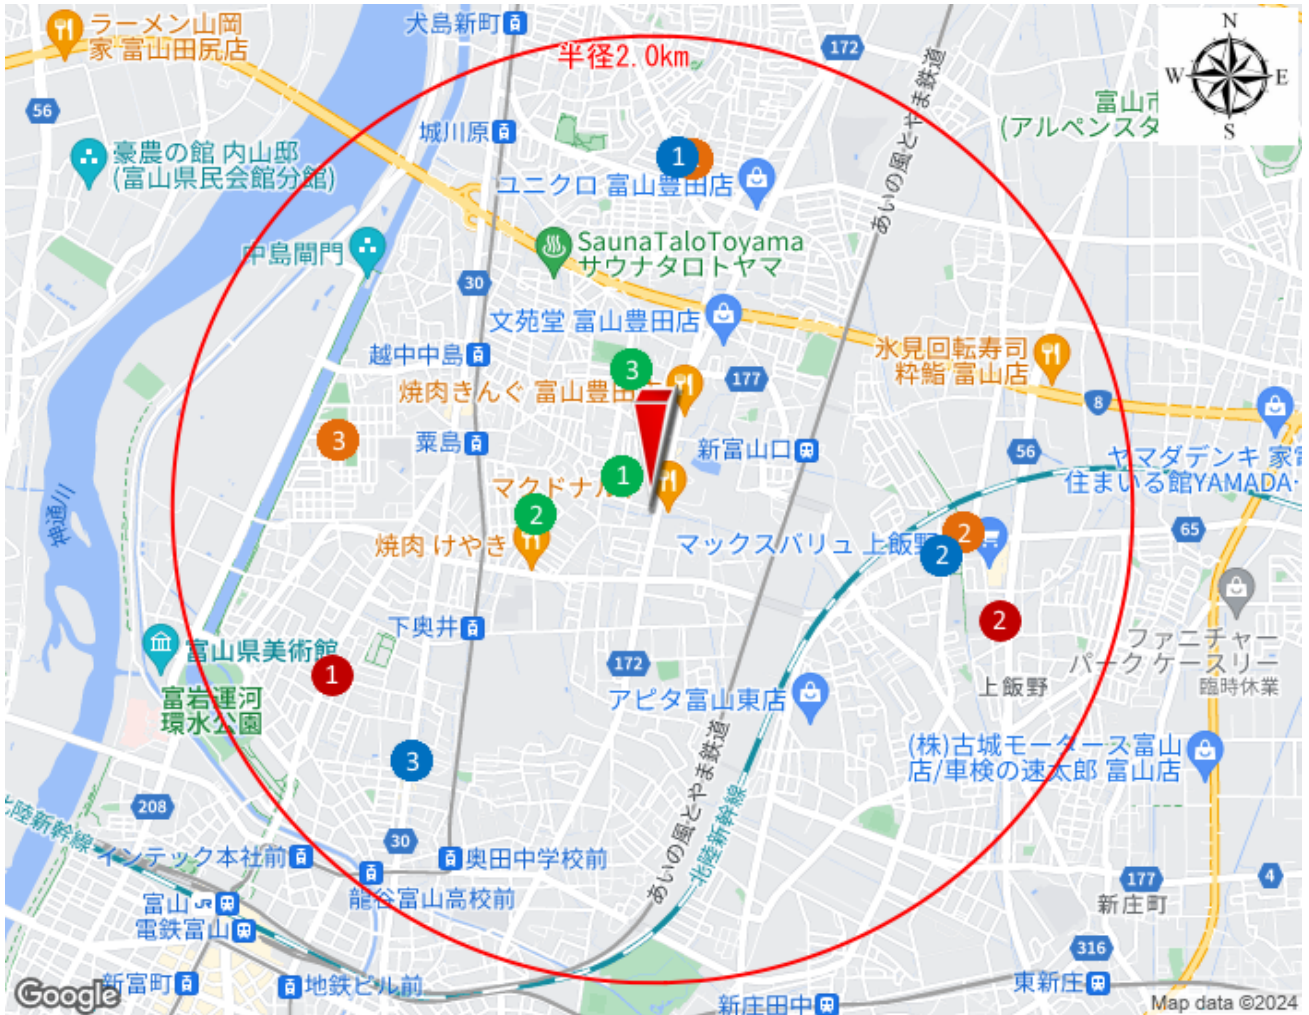 ラーメン山岡
家 富山田尻店
犬島新町
半径2.0km
172
N
W
E
S
56
城川原
あいの風とやま鉄道
富山市
(アルペンスタ
豪農の館 内山邸
(富山県民会館分館)
1
ユニクロ 富山豊田店
中島閘門
SaunaTaloToyama
サウナタロトヤマ
30
文苑堂 富山豊田店
越中中島
氷見回転寿司
粋鮨 富山店
3
177
焼肉きんぐ 富山豊田
8
3
粟島
新富山口
56
ヤマダデンキ 家電
住まいる館YAMADA
1
マクドナル
2
神通川
焼肉 けやき
マックスバリュ 上飯野
2
2
65
下奥井
2
富山県美術館
172
ファニチャー
パーク ケースリー
臨時休業
1
富岩運河
環水公園
アピタ富山東店
上飯野
3
あいの風とやま鉄道
北陸新幹線
(株)古城モータース富山
店/車検の速太郎 富山店
208
北陸新幹線
30
インテック本社前
奥田中学校前
龍谷富山高校前
177
4
新庄町
富山 JR
電鉄富山
316
新富町
地鉄ビル前
新庄田中
東新庄
Google
Map data ©2024